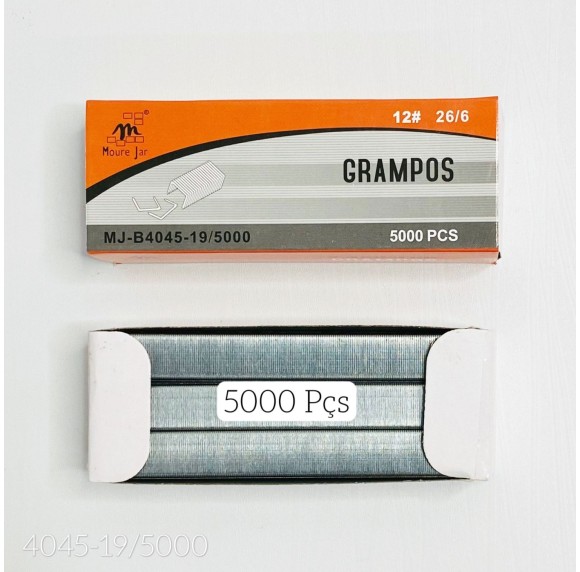 12# 26/6
m®
Moure Jar
GRAMPOS
MJ-B4045-19/5000
5000 PCS
5000 Pçs
4045-19/5000